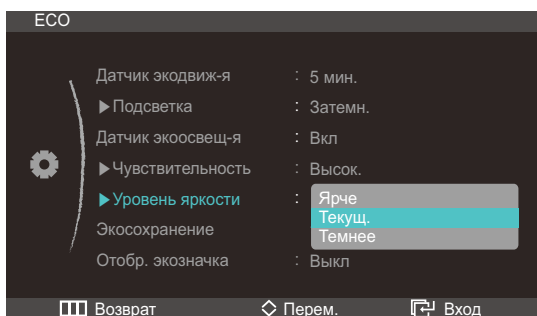 ECO
Датчик экодвиж-я : 5 мин.
▶Подсветка : Затемн.
Датчик экоосвещ-я : Вкл
▶Чувствительность : Высок.
▶Уровень яркости : Ярче
Текущ.
Темнее
Экосохранение
Отобр. экозначка : Выкл
Возврат Перем. Вход